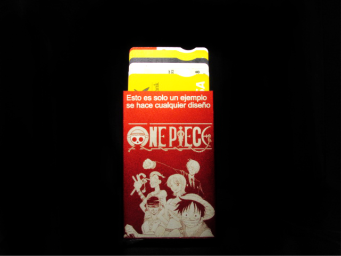 Esto es solo un ejemplo
se hace cualquier diseño
ONE PIECE